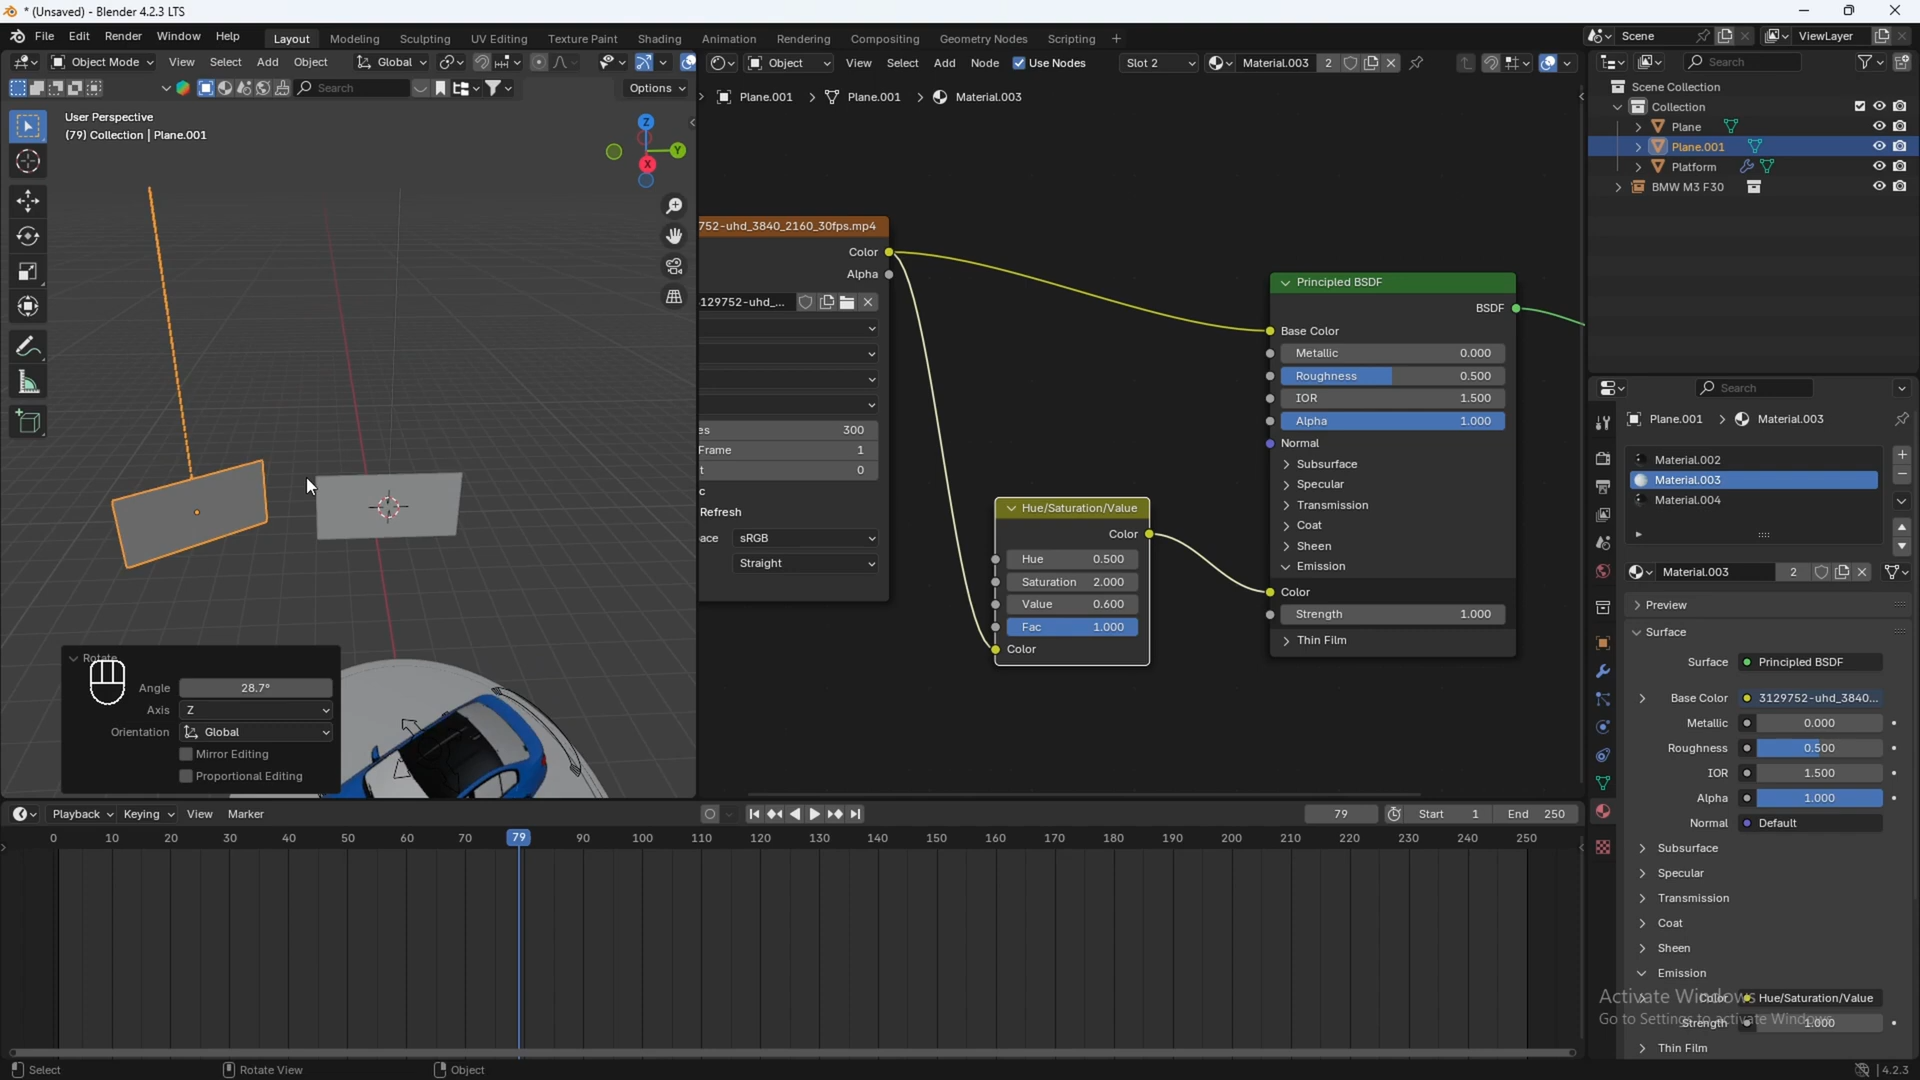 * (Unsaved) - Blender 4.2.3 LTS
File Edit Render Window Help
Layout Modeling Sculpting UV Editing Texture Paint Shading Animation Rendering Compositing Geometry Nodes Scripting +
Scene ViewLayer
Object Mode View Select Add Object Global
Object View Select Add Node Use Nodes Slot 2 Material.003 2
Search
Search Options
User Perspective
(79) Collection | Plane.001
Z
Y
X
Plane.001 > Plane.001 > Material.003
752-uhd_3840_2160_30fps.mp4
Color
Alpha
129752-uhd_...
es 300
Frame 1
t 0
c
Refresh
ace sRGB
Straight
Hue/Saturation/Value
Color
Hue 0.500
Saturation 2.000
Value 0.600
Fac 1.000
Color
Principled BSDF
BSDF
Base Color
Metallic 0.000
Roughness 0.500
IOR 1.500
Alpha 1.000
Normal
Subsurface
Specular
Transmission
Coat
Sheen
Emission
Color
Strength 1.000
Thin Film
Scene Collection
Collection
Plane
Plane.001
Platform
BMW M3 F30
Search
Plane.001 > Material.003
Material.002
Material.003
Material.004
Material.003 2
Preview
Surface
Surface Principled BSDF
Base Color 3129752-uhd_3840...
Metallic 0.000
Roughness 0.500
IOR 1.500
Alpha 1.000
Normal Default
Subsurface
Specular
Transmission
Coat
Sheen
Emission
Color Hue/Saturation/Value
Strength 1.000
Thin Film
Activate Windows
Go to Settings to activate Windows.
Rotate
Angle 28.7°
Axis Z
Orientation Global
Mirror Editing
Proportional Editing
Playback Keying View Marker
79 Start 1 End 250
0 10 20 30 40 50 60 70 79 90 100 110 120 130 140 150 160 170 180 190 200 210 220 230 240 250
Select Rotate View Object 4.2.3